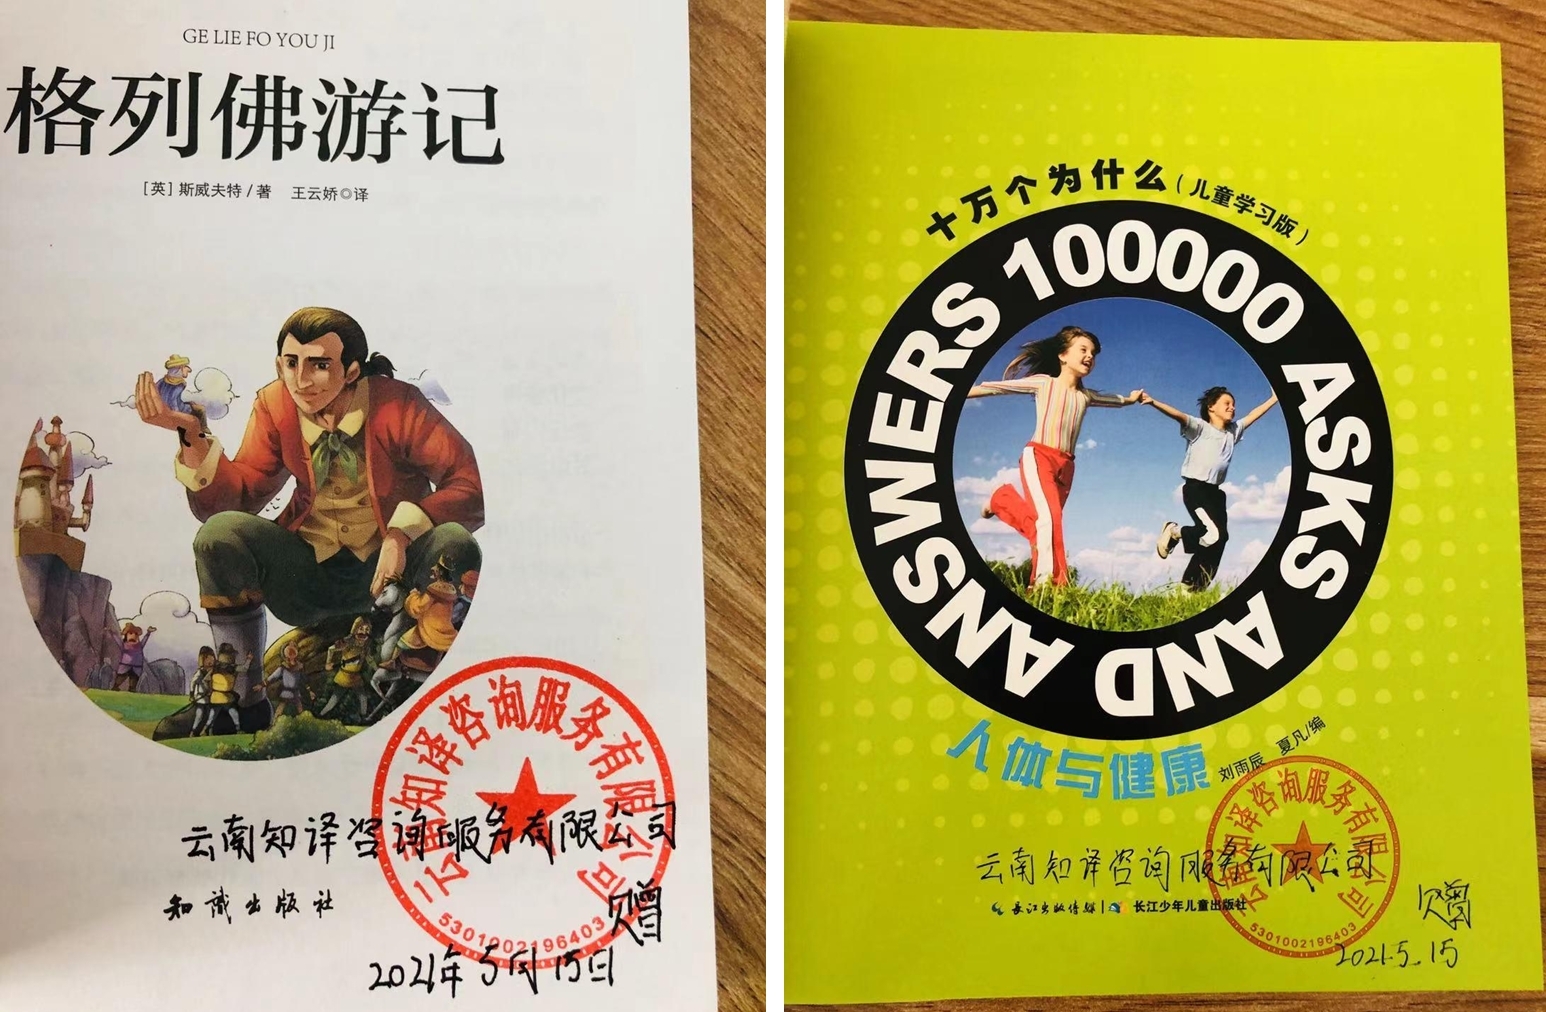 GE LIE FO YOU JI
格列佛游记
[英] 斯威夫特 / 著 王云娇◎译
云南知译咨询服务有限公司
5301002196403
云南知译咨询服务有限公司
知识出版社
赠
2021年5月15日
十万个为什么(儿童学习版)
100000 ASKS AND ANSWERS
人体与健康
刘雨辰 夏凡/编
云南知译咨询服务有限公司
5301002196403
云南知译咨询服务有限公司
长江出版传媒 | 长江少年儿童出版社
赠
2021.5.15